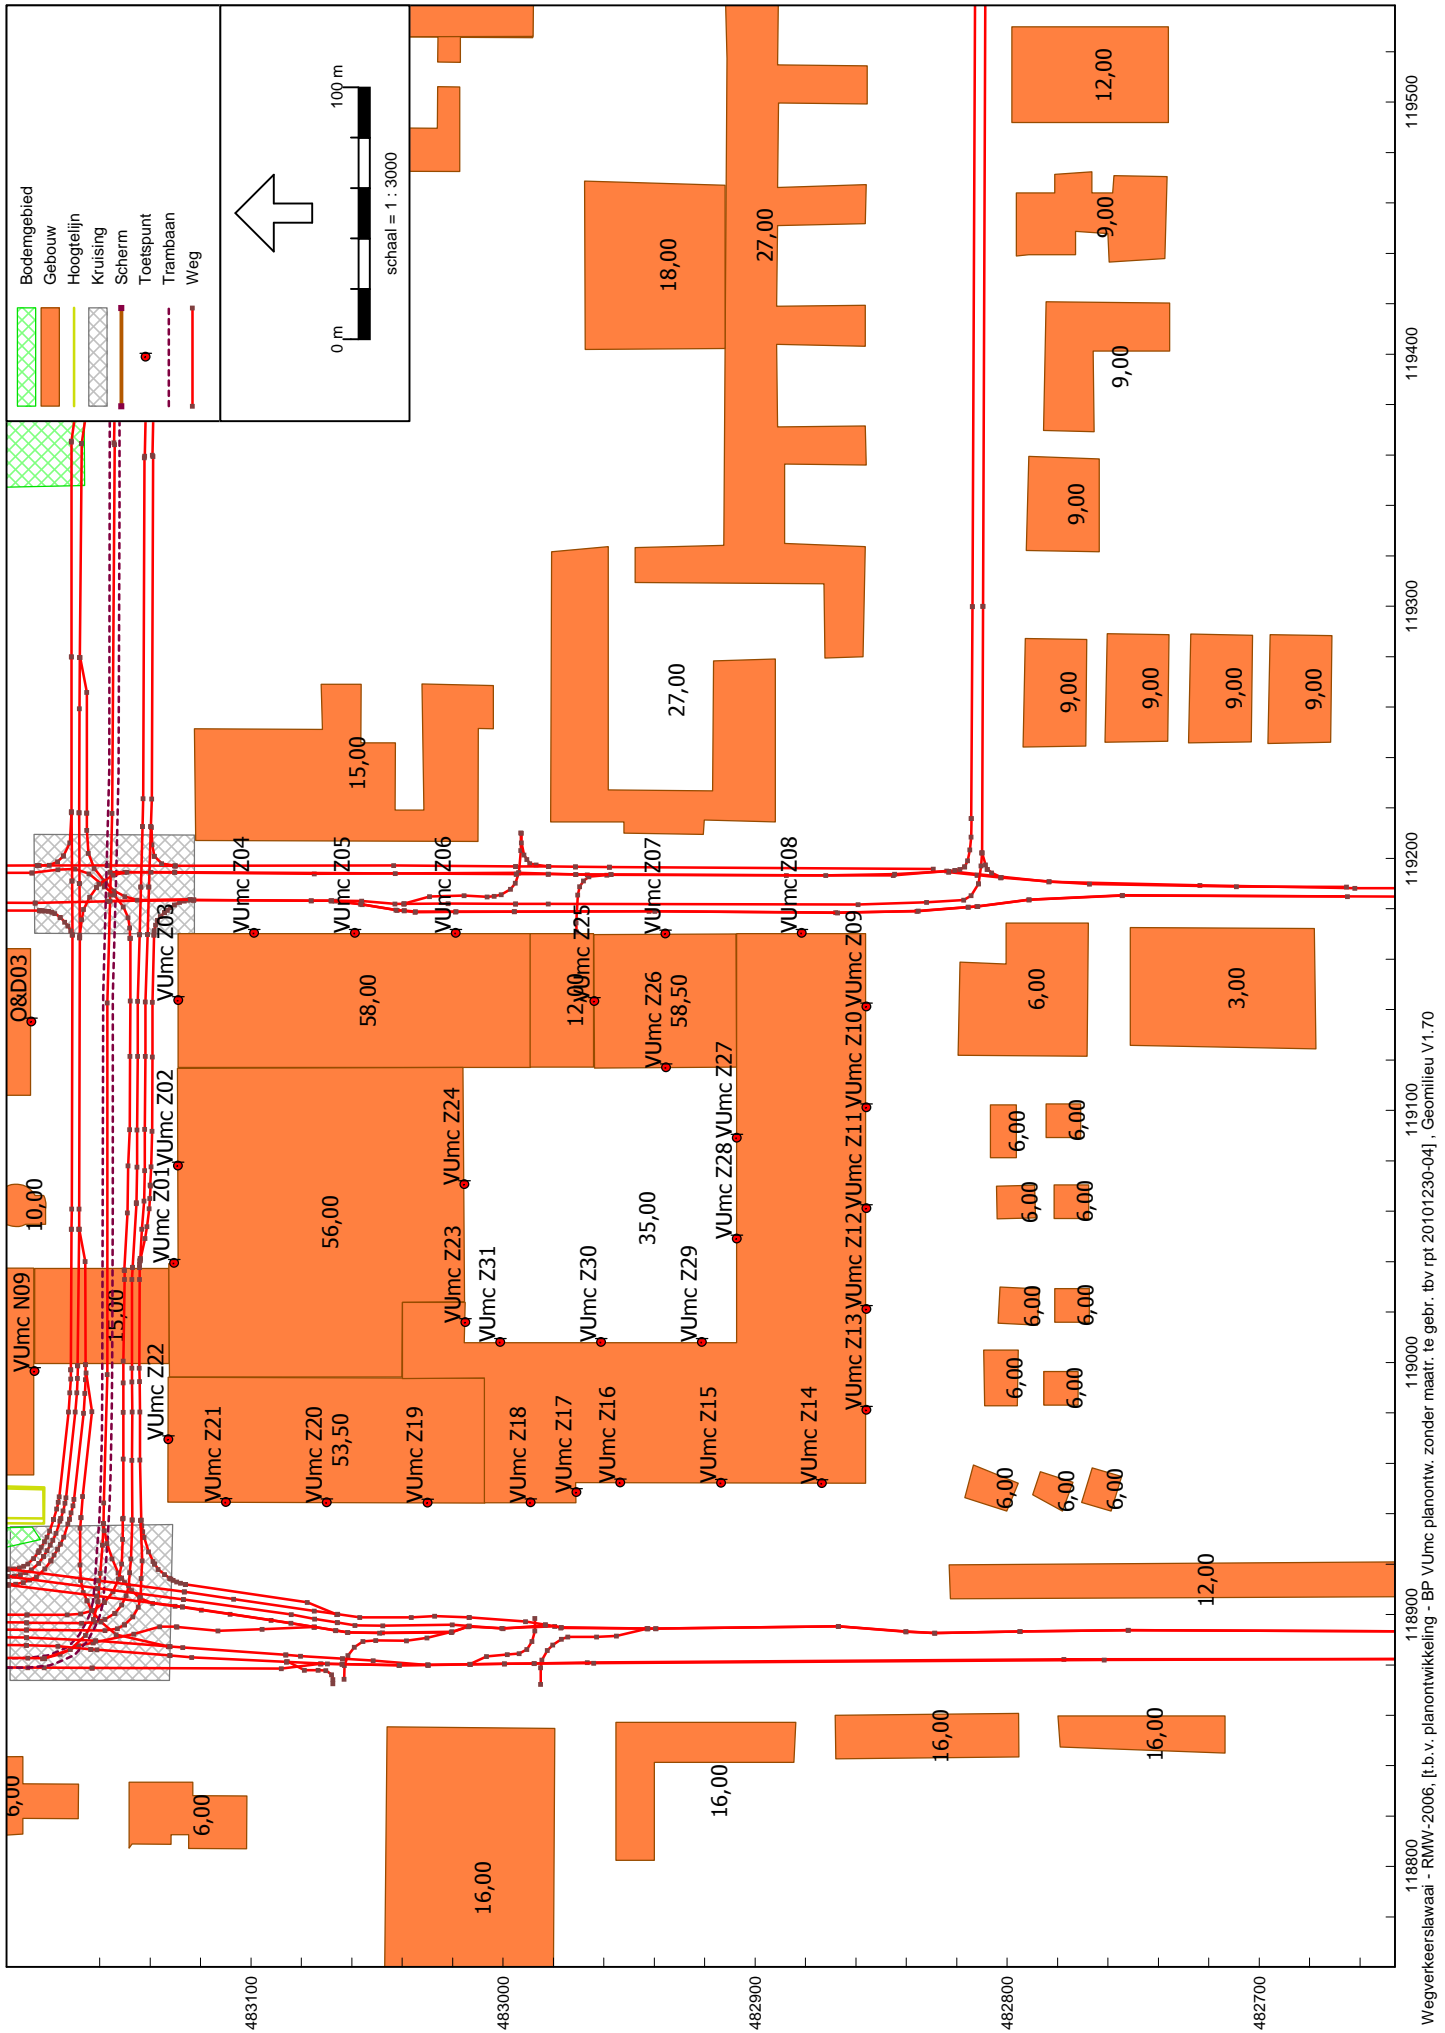 Bodemgebied
Gebouw
Hoogtelijn
Kruising
Scherm
Toetspunt
Trambaan
Weg
0 m
100 m
schaal = 1 : 3000
6,00
VUmc N09
10,00
O&D03
15,00
VUmc Z22
VUmc Z01
VUmc Z02
VUmc Z03
6,00
VUmc Z21
VUmc Z04
VUmc Z20
53,50
56,00
58,00
VUmc Z05
15,00
VUmc Z19
VUmc Z23
VUmc Z24
VUmc Z06
16,00
VUmc Z18
VUmc Z31
VUmc Z17
12,00
VUmc Z25
VUmc Z16
VUmc Z30
35,00
VUmc Z26
58,50
VUmc Z07
27,00
18,00
16,00
VUmc Z15
VUmc Z29
VUmc Z28
VUmc Z27
27,00
VUmc Z14
VUmc Z08
VUmc Z13
VUmc Z12
VUmc Z11
VUmc Z10
VUmc Z09
16,00
6,00
6,00
6,00
6,00
6,00
6,00
9,00
9,00
9,00
12,00
6,00
6,00
6,00
6,00
6,00
9,00
9,00
6,00
16,00
12,00
3,00
9,00
9,00
483100
483000
482900
482800
482700
118800
118900
119000
119100
119200
119300
119400
119500
Wegverkeerslawaai - RMW-2006, [t.b.v. planontwikkeling - BP VUmc planontw. zonder maatr. te gebr. tbv rpt 20101230-04] , Geomilieu V1.70